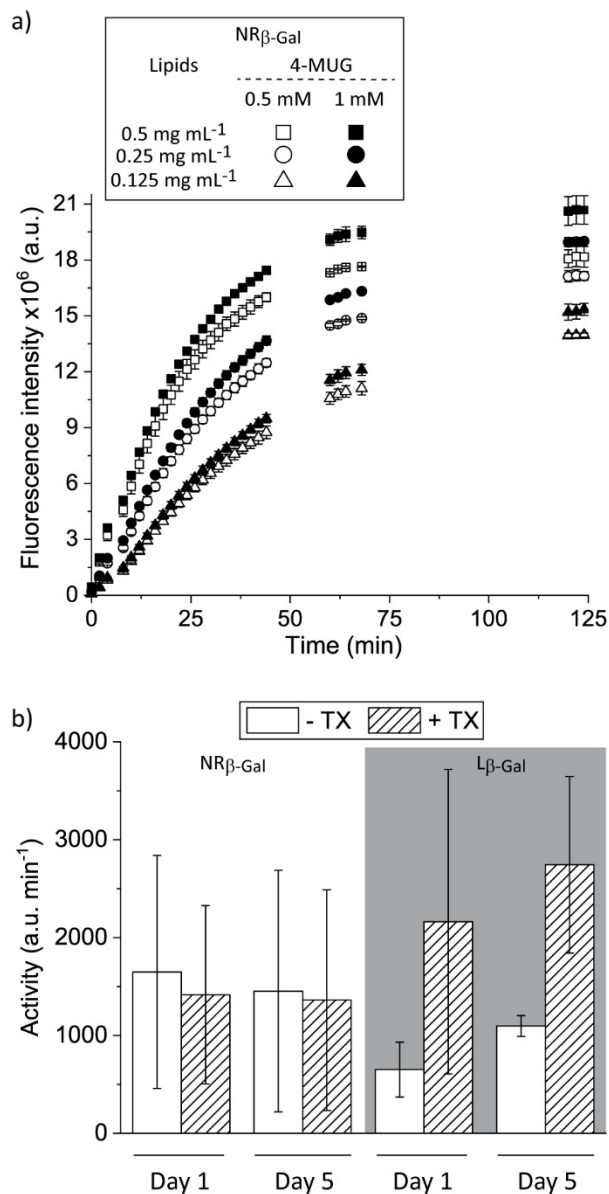 a)
NRβ-Gal
Lipids 4-MUG
0.5 mM 1 mM
0.5 mg mL⁻¹
0.25 mg mL⁻¹
0.125 mg mL⁻¹
Fluorescence intensity x10⁶ (a.u.)
21
18
15
12
9
6
3
0
0 25 50 75 100 125
Time (min)
b)
- TX + TX
NRβ-Gal Lβ-Gal
Activity (a.u. min⁻¹)
4000
3000
2000
1000
0
Day 1 Day 5 Day 1 Day 5